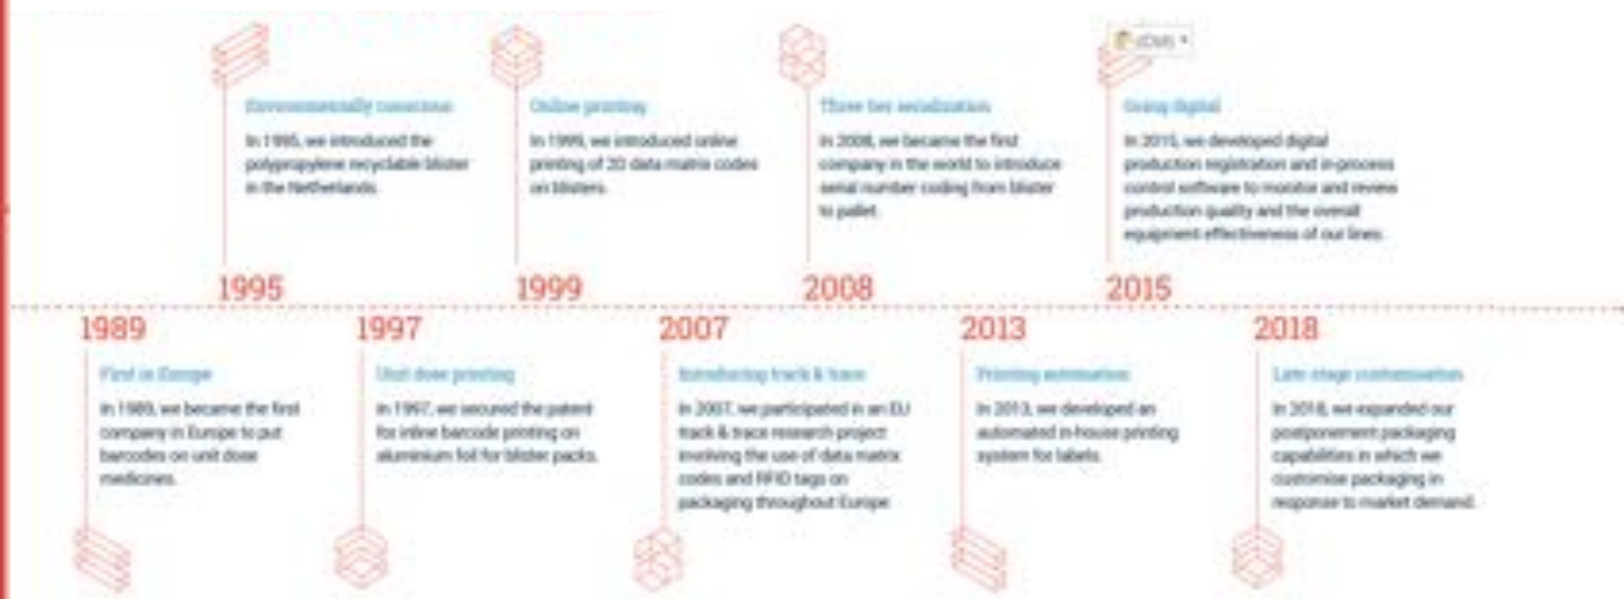 (Ctrl)
Environmentally conscious
In 1995, we introduced the
polypropylene recyclable blister
in the Netherlands.
1995
Online printing
In 1999, we introduced online
printing of 2D data matrix codes
on blisters.
1999
Three tier serialization
In 2008, we became the first
company in the world to introduce
serial number coding from blister
to pallet.
2008
Going digital
In 2015, we developed digital
production registration and in-process
control software to monitor and review
production quality and the overall
equipment effectiveness of our lines.
2015
1989
First in Europe
In 1989, we became the first
company in Europe to put
barcodes on unit dose
medicines.
1997
Unit dose printing
In 1997, we secured the patent
for inline barcode printing on
aluminium foil for blister packs.
2007
Introducing track & trace
In 2007, we participated in an EU
track & trace research project
involving the use of data matrix
codes and RFID tags on
packaging throughout Europe.
2013
Printing automation
In 2013, we developed an
automated in-house printing
system for labels.
2018
Late stage customisation
In 2018, we expanded our
postponement packaging
capabilities in which we
customise packaging in
response to market demand.